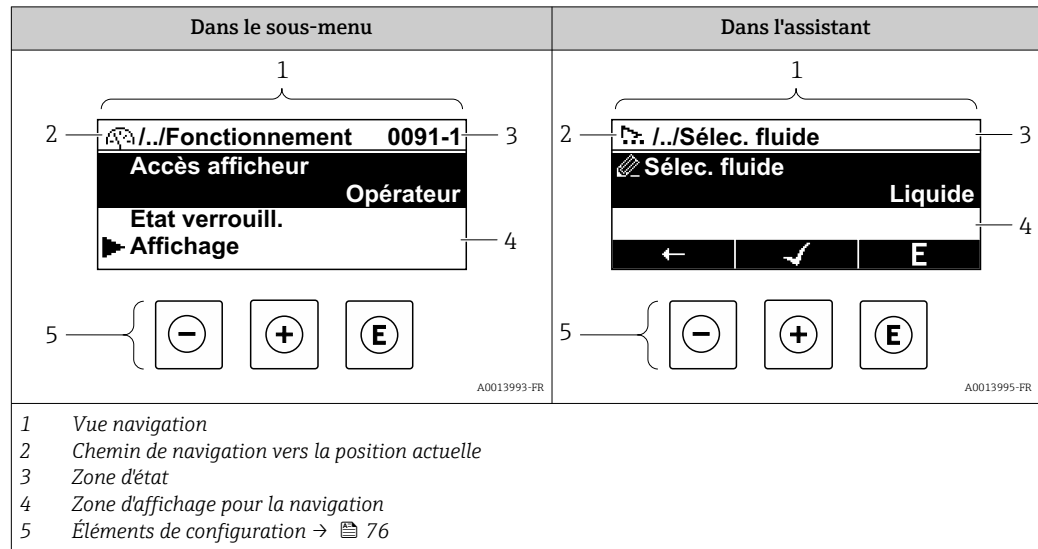 Dans le sous-menu
Dans l'assistant
1
2
/../Fonctionnement 0091-1
3
Accès afficheur
Opérateur
Etat verrouill.
Affichage
4
5
- + E
A0013993-FR
1
2
/../Sélec. fluide
3
Sélec. fluide
Liquide
4
← ✓ E
5
- + E
A0013995-FR
1 Vue navigation
2 Chemin de navigation vers la position actuelle
3 Zone d'état
4 Zone d'affichage pour la navigation
5 Éléments de configuration → 76